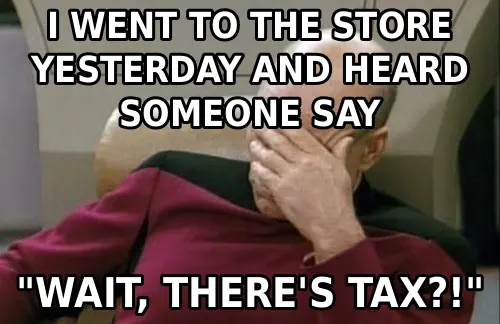 I WENT TO THE STORE
YESTERDAY AND HEARD
SOMEONE SAY
"WAIT, THERE'S TAX?!"